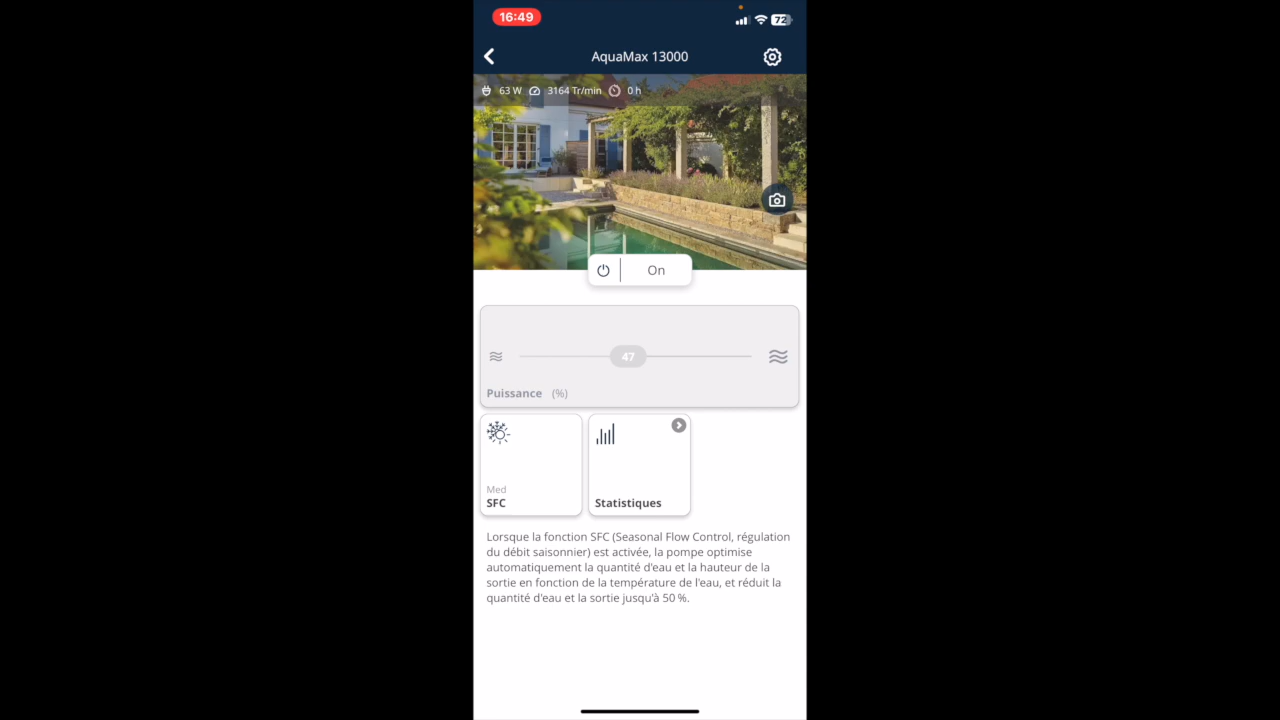 16:49
72
AquaMax 13000
63 W 3164 Tr/min 0 h
On
47
Puissance (%)
Med
SFC
Statistiques
Lorsque la fonction SFC (Seasonal Flow Control, régulation
du débit saisonnier) est activée, la pompe optimise
automatiquement la quantité d'eau et la hauteur de la
sortie en fonction de la température de l'eau, et réduit la
quantité d'eau et la sortie jusqu'à 50 %.